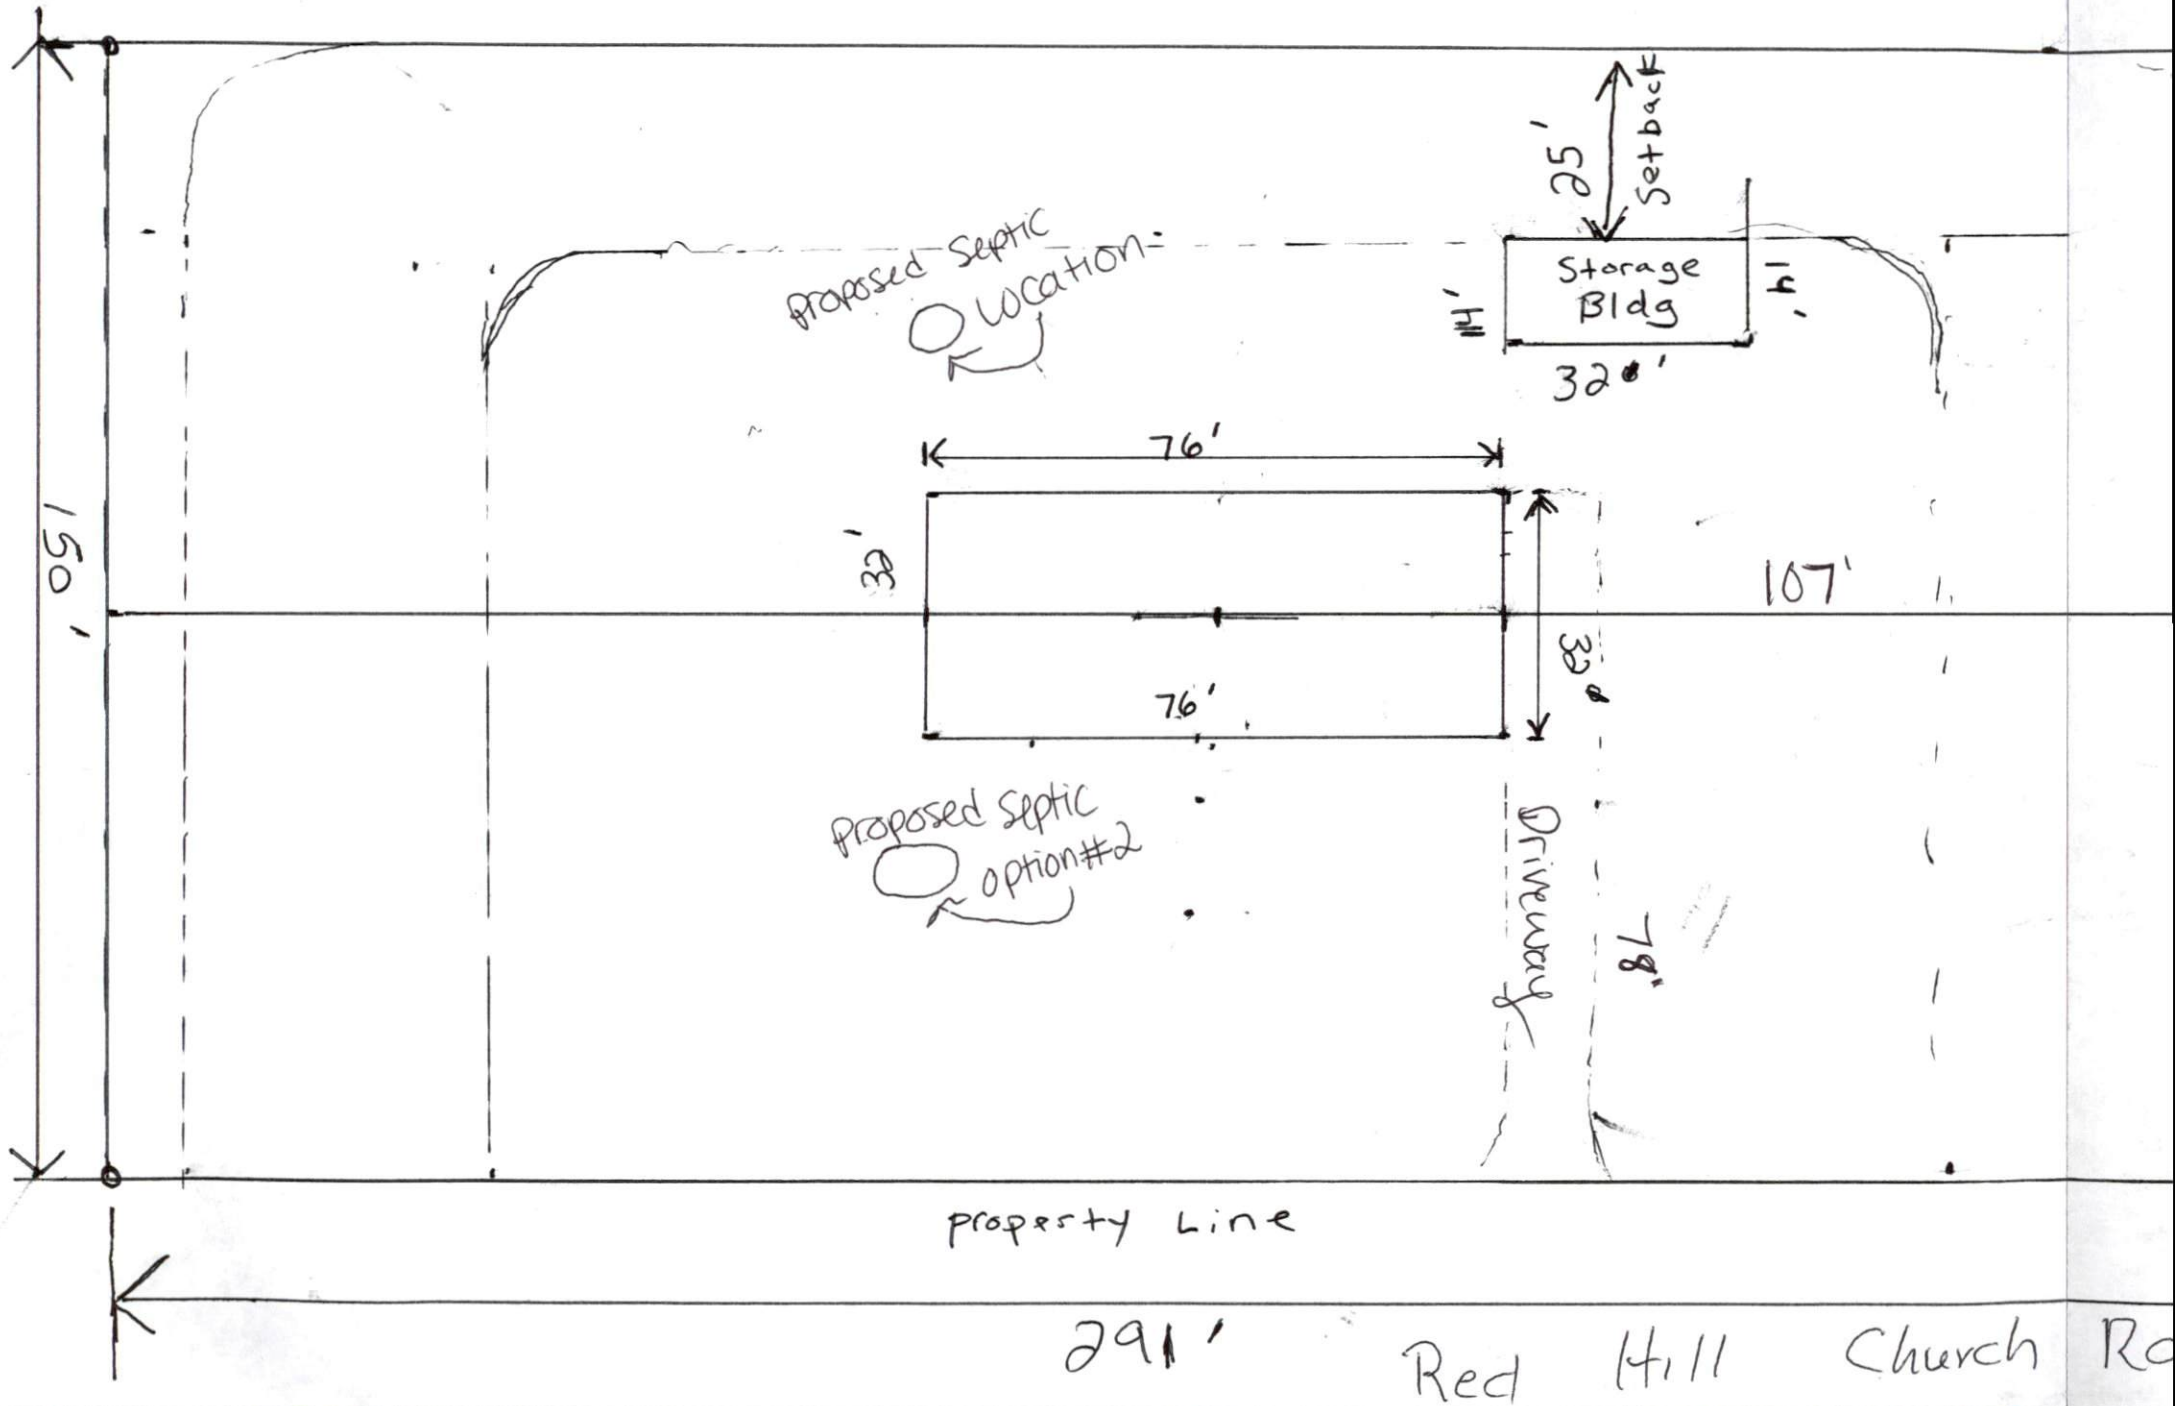 25'
Setback
proposed Septic
Location
Storage
Bldg
14'
14'
32'
76'
150'
32'
107'
32'
76'
proposed Septic
option#2
Driveway
78'
property Line
291'
Red Hill Church Ro